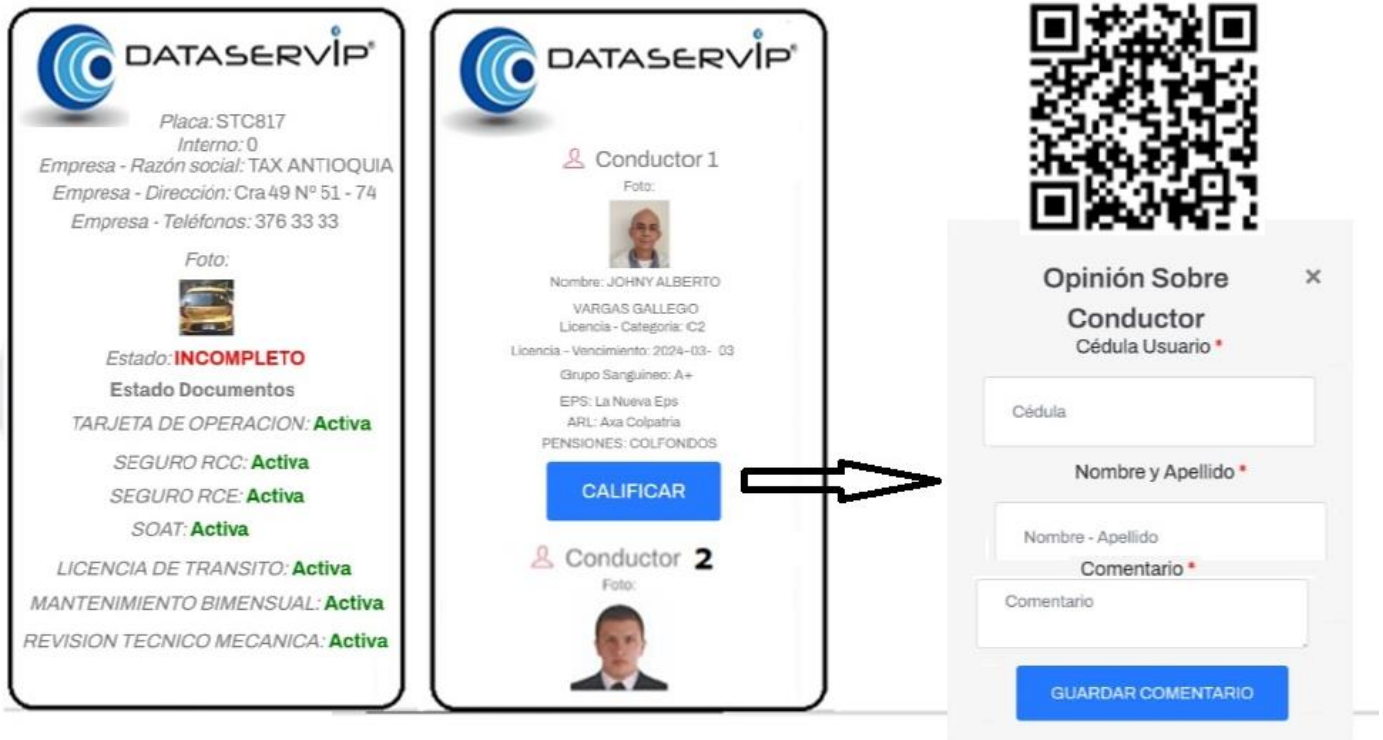 DATASERVIP®
Placa: STC817
Interno: 0
Empresa - Razón social: TAX ANTIOQUIA
Empresa - Dirección: Cra 49 Nº 51 - 74
Empresa - Teléfonos: 376 33 33
Foto:
Estado: INCOMPLETO
Estado Documentos
TARJETA DE OPERACION: Activa
SEGURO RCC: Activa
SEGURO RCE: Activa
SOAT: Activa
LICENCIA DE TRANSITO: Activa
MANTENIMIENTO BIMENSUAL: Activa
REVISION TECNICO MECANICA: Activa
DATASERVIP®
Conductor 1
Foto:
Nombre: JOHNY ALBERTO
VARGAS GALLEGO
Licencia - Categoria: C2
Licencia - Vencimiento: 2024-03- 03
Grupo Sanguineo: A+
EPS: La Nueva Eps
ARL: Axa Colpatria
PENSIONES: COLFONDOS
CALIFICAR
Conductor 2
Foto:
Opinión Sobre
Conductor
×
Cédula Usuario *
Cédula
Nombre y Apellido *
Nombre - Apellido
Comentario *
Comentario
GUARDAR COMENTARIO